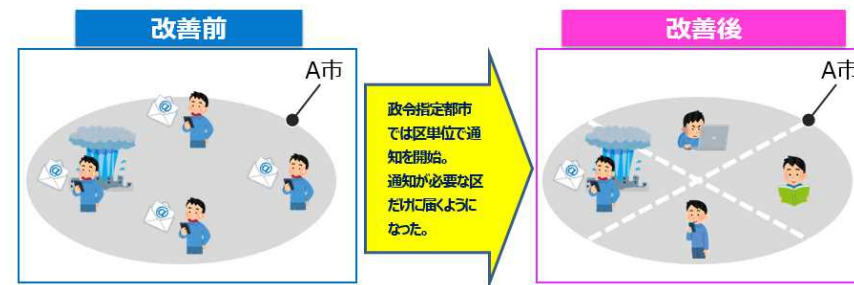 改善前
A市
政令指定都市
では区単位で通
知を開始。
通知が必要な区
だけに届くように
なった。
改善後
A市